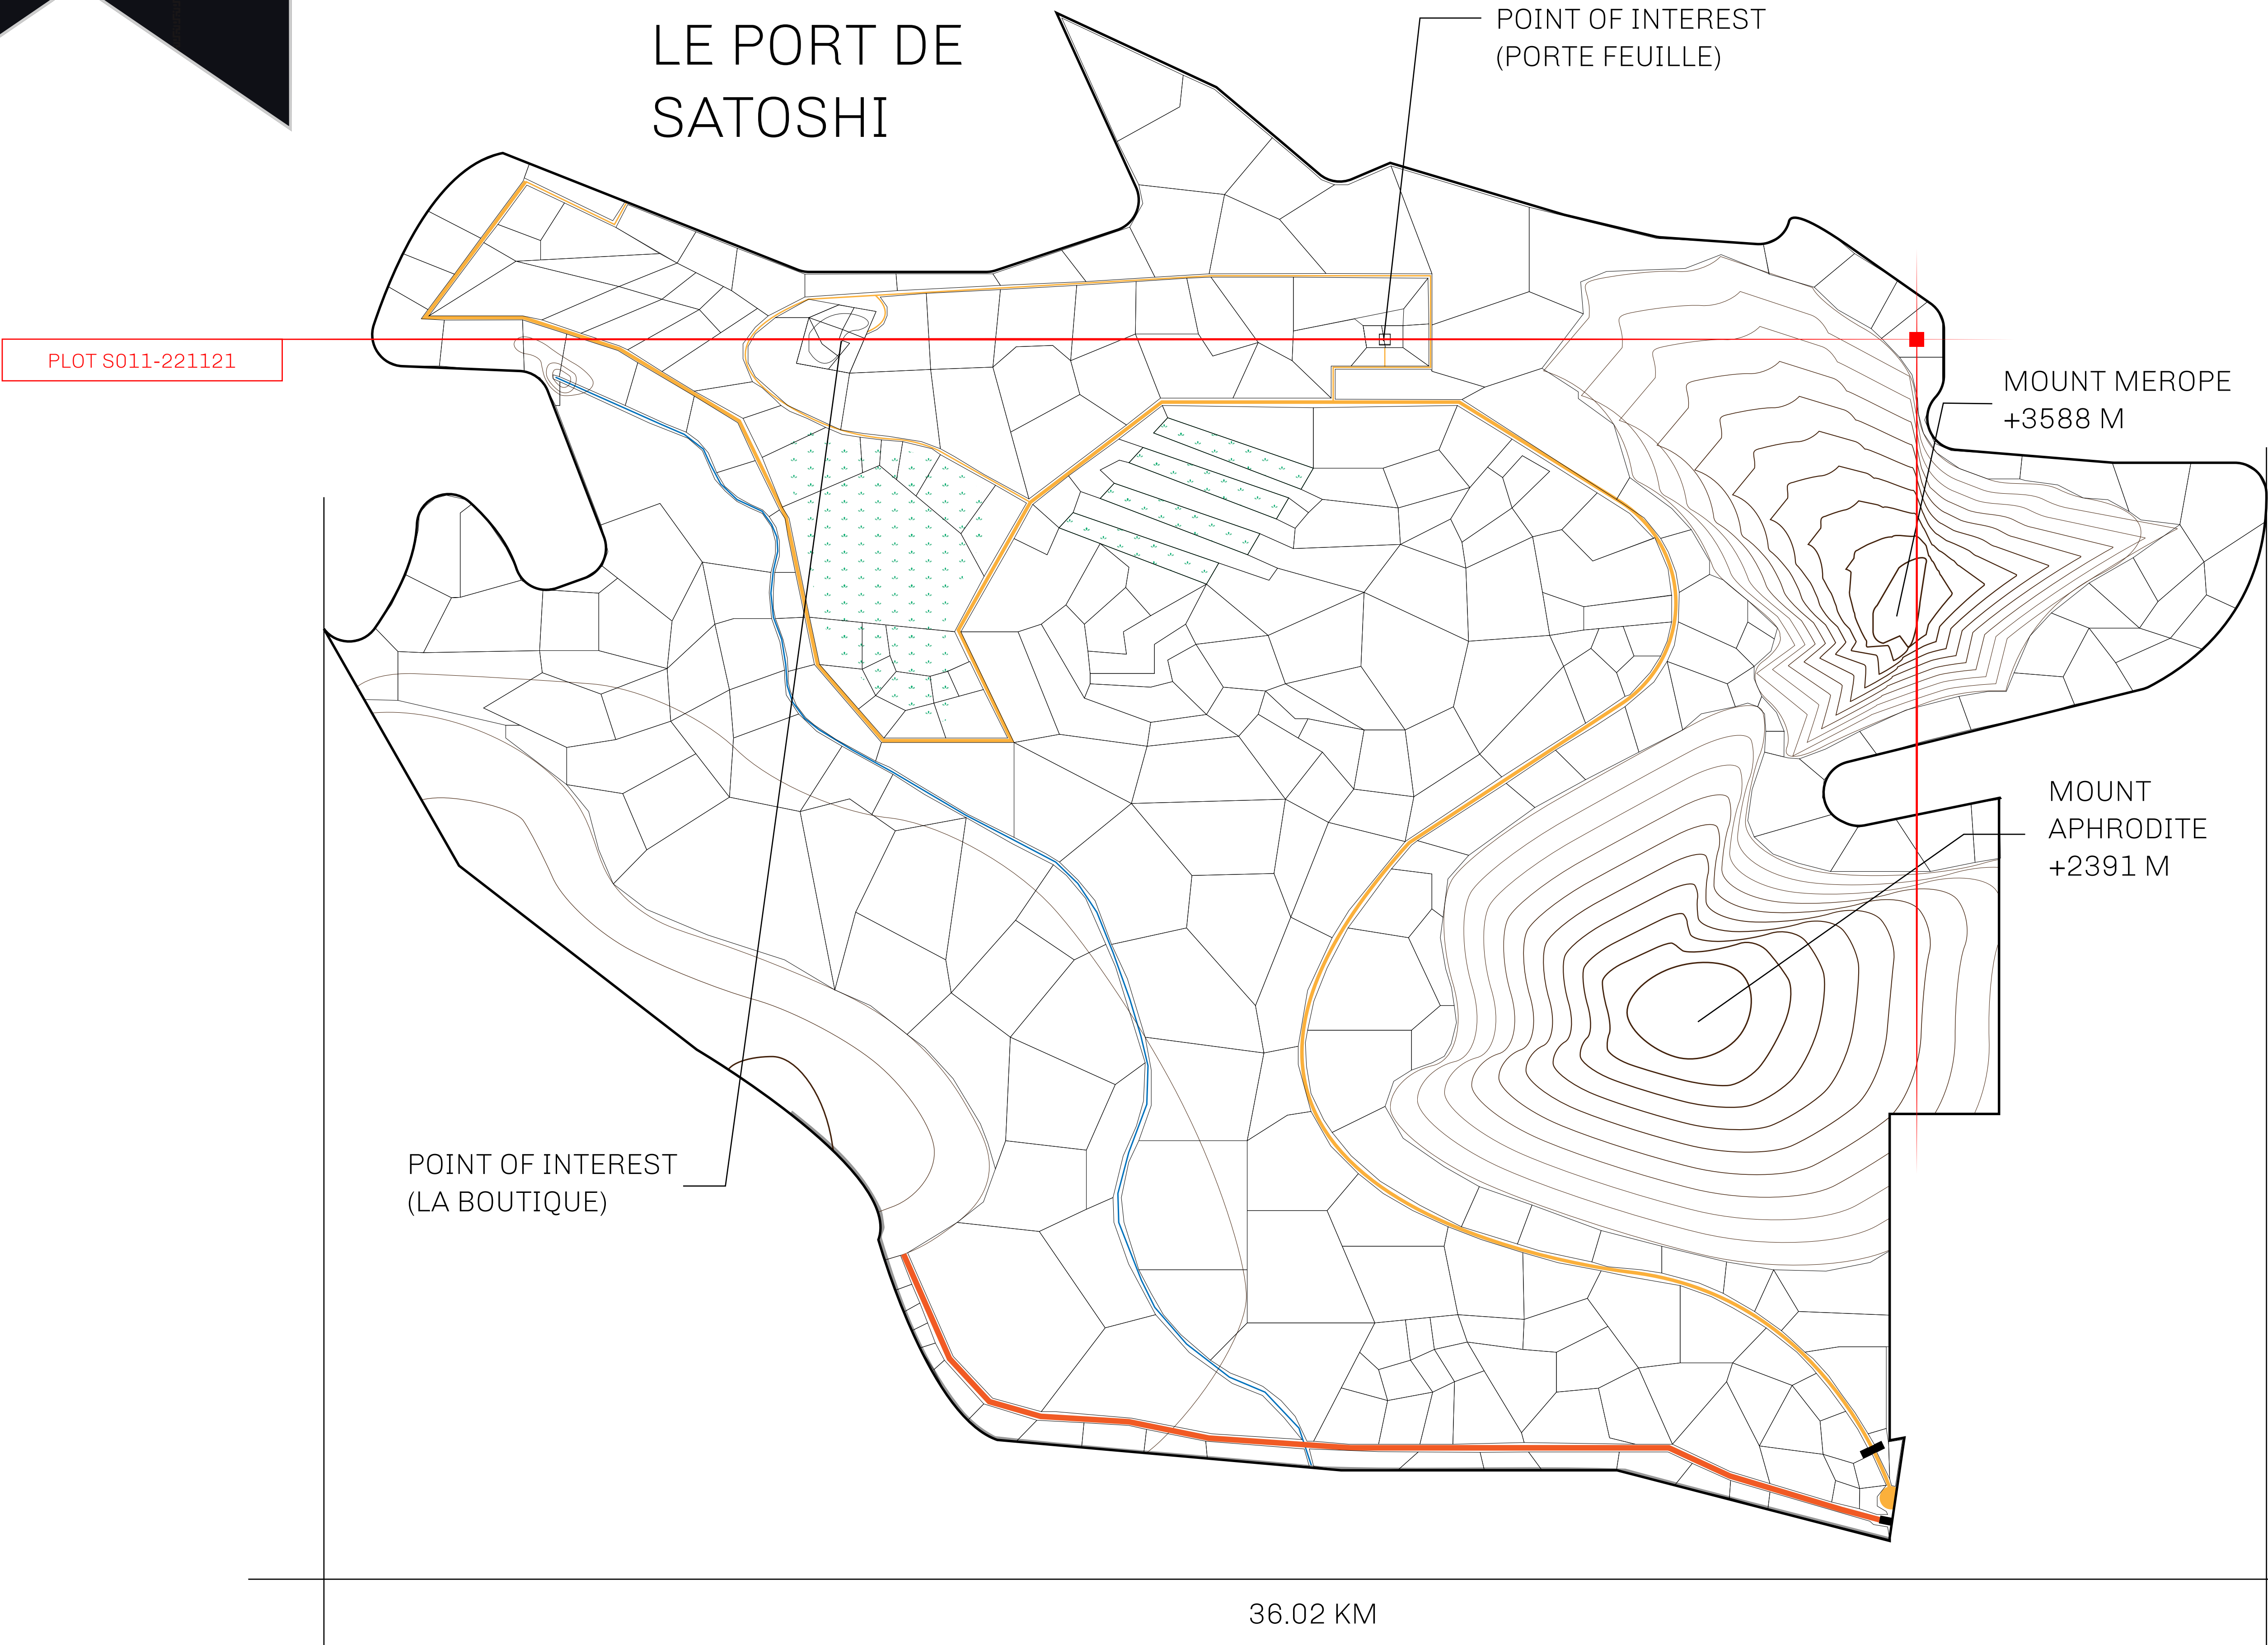 LE PORT DE
SATOSHI
POINT OF INTEREST
(PORTE FEUILLE)
PLOT S011-221121
MOUNT MEROPE
+3588 M
MOUNT
APHRODITE
+2391 M
POINT OF INTEREST
(LA BOUTIQUE)
36.02 KM